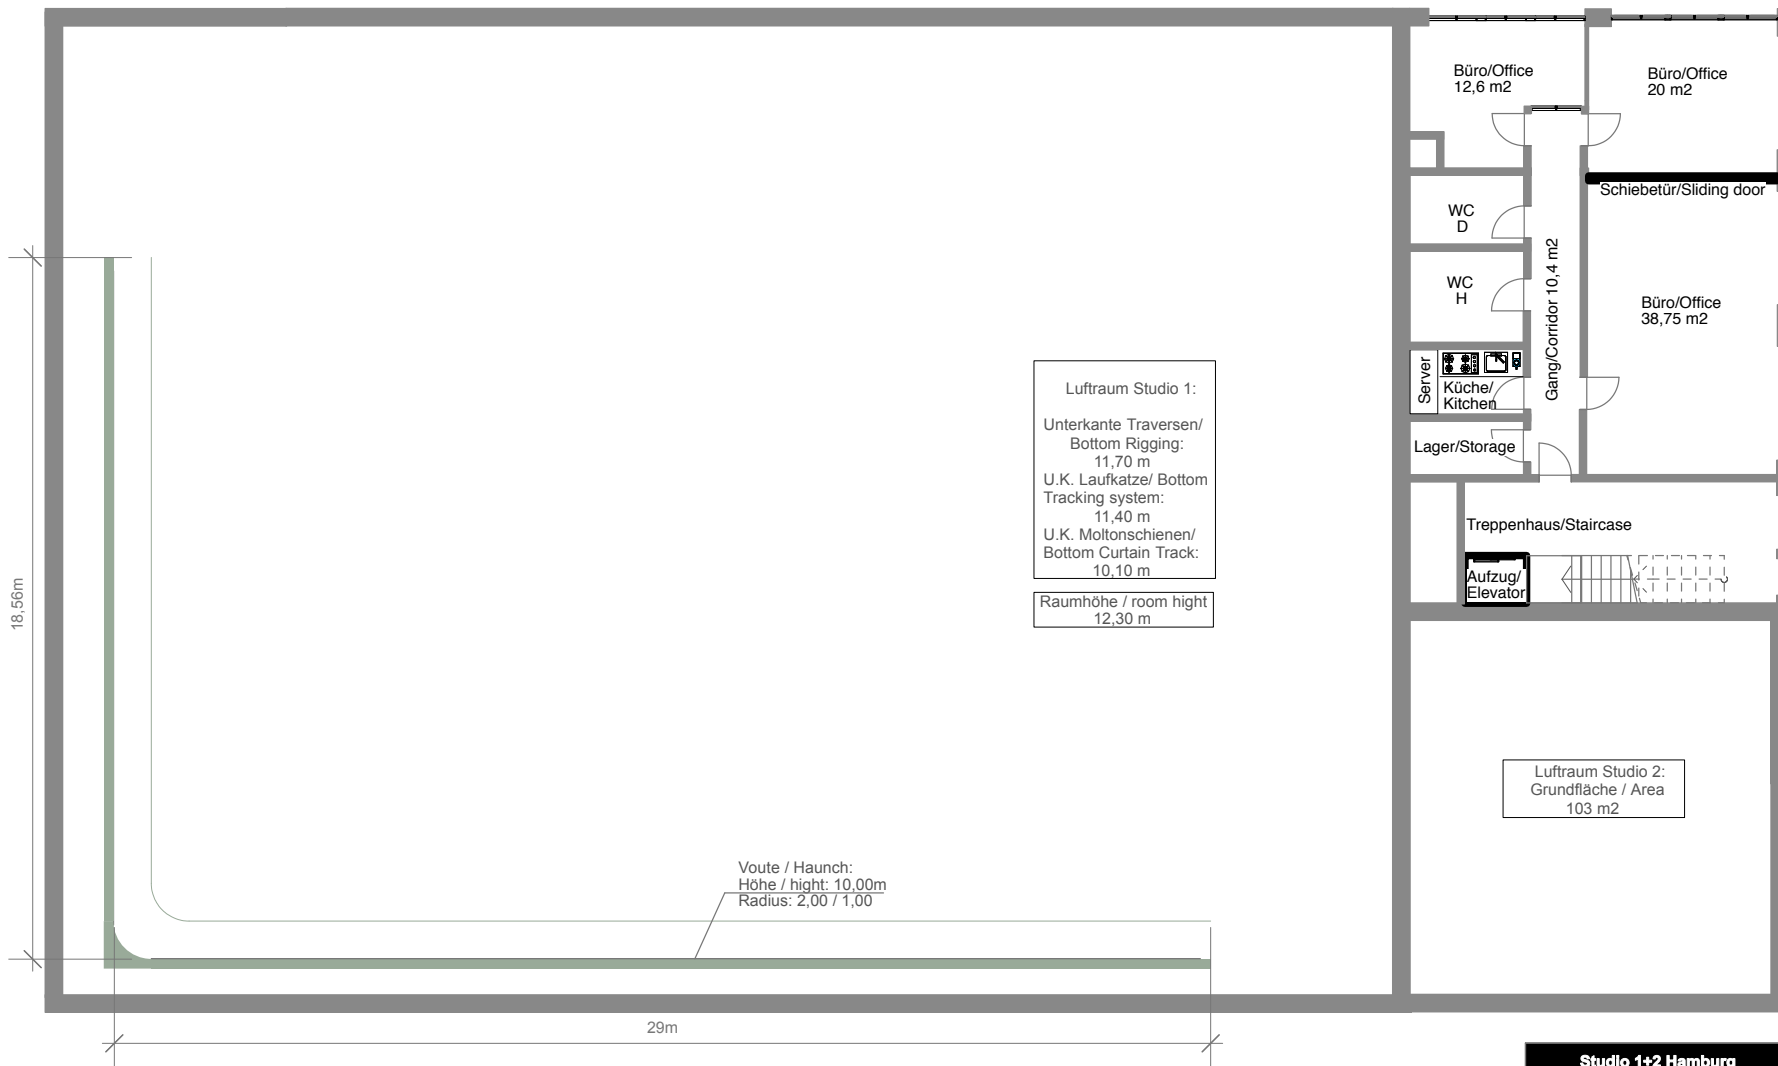 Büro/Office
12,6 m2
Büro/Office
20 m2
Schiebetür/Sliding door
WC
D
WC
H
Gang/Corridor 10,4 m2
Büro/Office
38,75 m2
Server
Küche/
Kitchen
Lager/Storage
Treppenhaus/Staircase
Aufzug/
Elevator
Luftraum Studio 1:
Unterkante Traversen/
Bottom Rigging:
11,70 m
U.K. Laufkatze/ Bottom
Tracking system:
11,40 m
U.K. Moltonschienen/
Bottom Curtain Track:
10,10 m
Raumhöhe / room hight
12,30 m
18,56m
Luftraum Studio 2:
Grundfläche / Area
103 m2
Voute / Haunch:
Höhe / hight: 10,00m
Radius: 2,00 / 1,00
29m
Studio 1+2 Hamburg